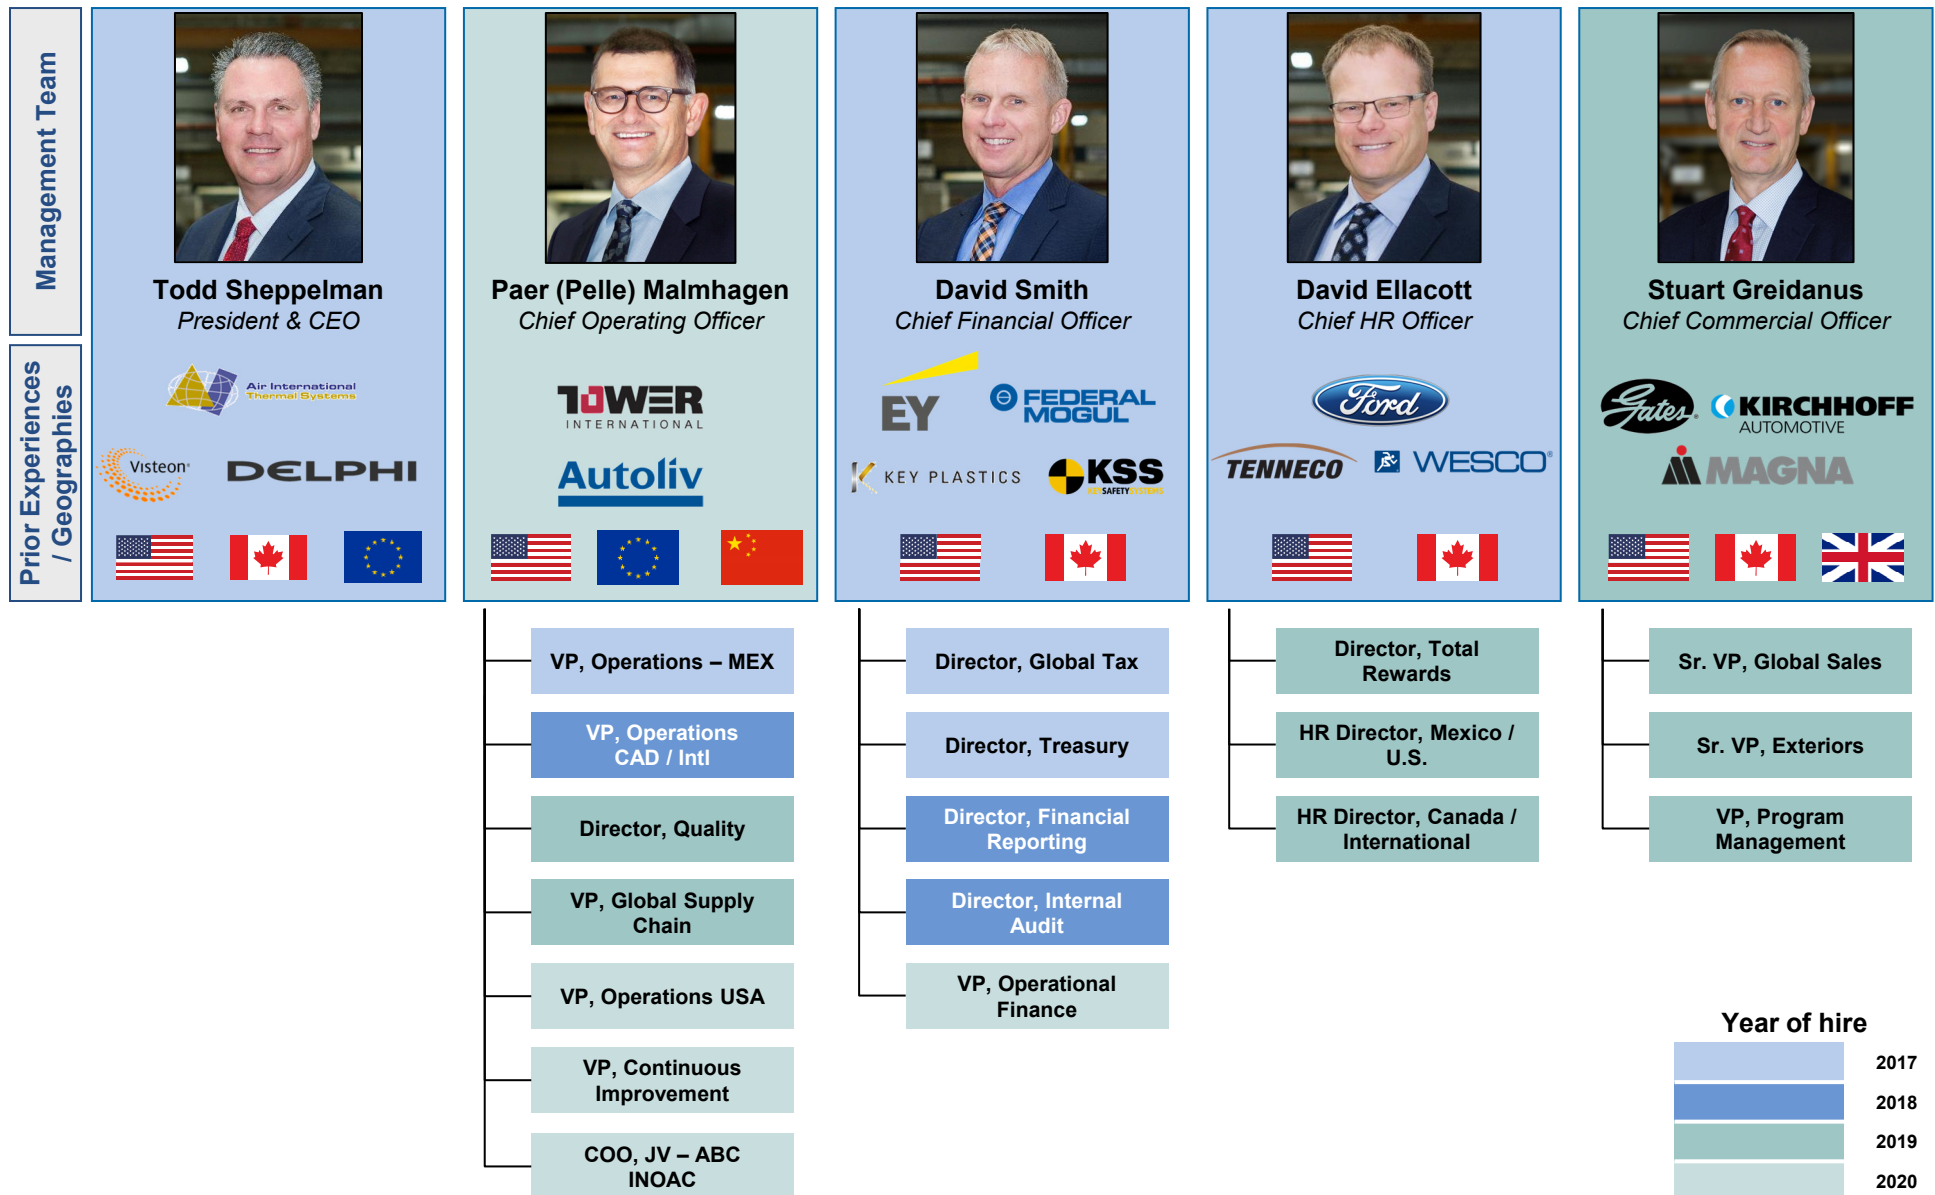 Management Team
Todd Sheppelman
President & CEO
Paer (Pelle) Malmhagen
Chief Operating Officer
David Smith
Chief Financial Officer
David Ellacott
Chief HR Officer
Stuart Greidanus
Chief Commercial Officer
Prior Experiences
/ Geographies
Air International
Thermal Systems
Visteon
DELPHI
TOWER
INTERNATIONAL
Autoliv
EY
FEDERAL
MOGUL
KEY PLASTICS
KSS
KEYSAFETYSYSTEMS
Ford
TENNECO
WESCO®
Gates.
KIRCHHOFF
AUTOMOTIVE
MAGNA
VP, Operations – MEX
VP, Operations
CAD / Intl
Director, Quality
VP, Global Supply
Chain
VP, Operations USA
VP, Continuous
Improvement
COO, JV – ABC
INOAC
Director, Global Tax
Director, Treasury
Director, Financial
Reporting
Director, Internal
Audit
VP, Operational
Finance
Director, Total
Rewards
HR Director, Mexico /
U.S.
HR Director, Canada /
International
Sr. VP, Global Sales
Sr. VP, Exteriors
VP, Program
Management
Year of hire
2017
2018
2019
2020